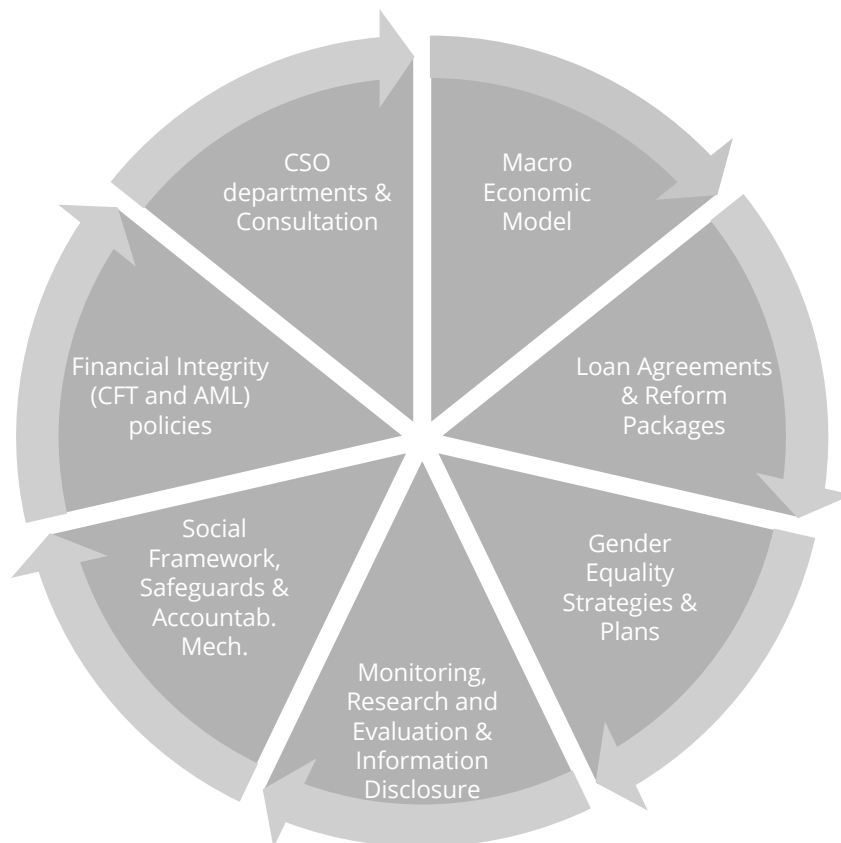 CSO
departments &
Consultation
Macro
Economic
Model
Financial Integrity
(CFT and AML)
policies
Loan Agreements
& Reform
Packages
Social
Framework,
Safeguards &
Accountab.
Mech.
Gender
Equality
Strategies &
Plans
Monitoring,
Research and
Evaluation &
Information
Disclosure